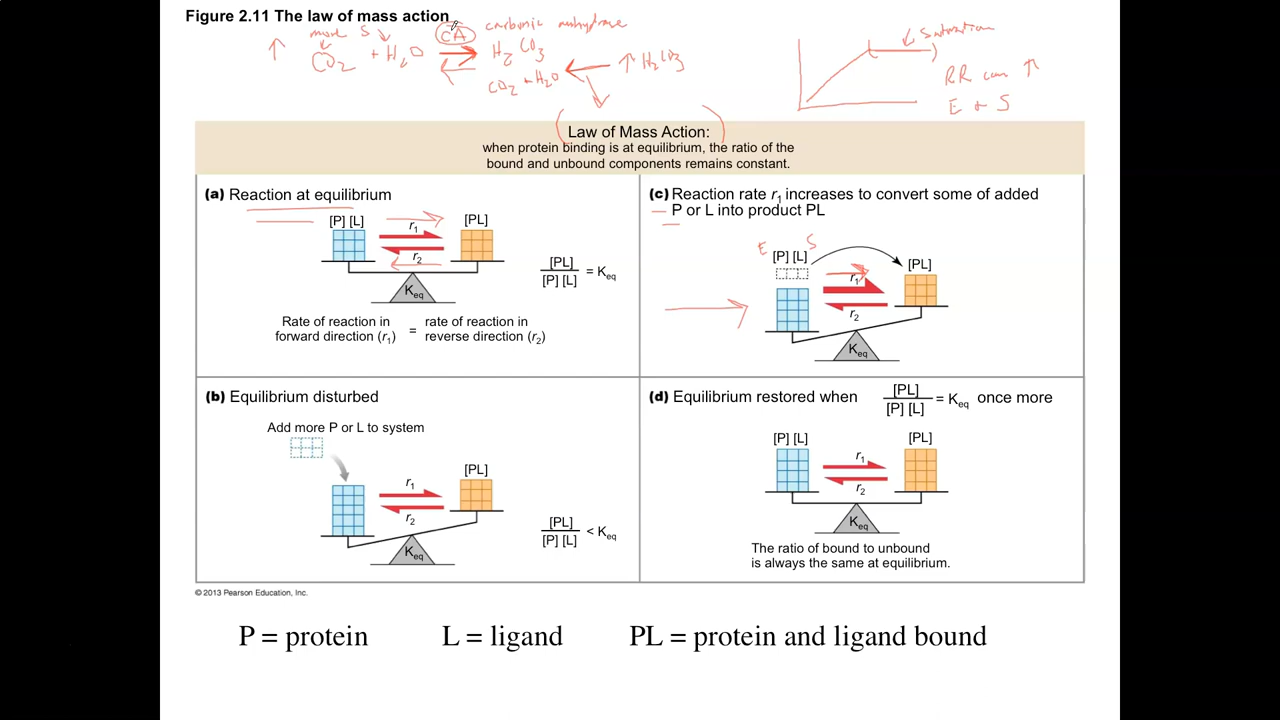 Figure 2.11 The law of mass action
more S
CA
carbonic anhydrase
↑ CO2 + H2O
H2CO3
CO2 + H2O
↑ H2CO3
Saturation
RR can ↑
E + S
Law of Mass Action:
when protein binding is at equilibrium, the ratio of the
bound and unbound components remains constant.
(a) Reaction at equilibrium
[P] [L]
r1
[PL]
r2
Keq
[PL]
[P] [L]
= Keq
Rate of reaction in
forward direction (r1)
=
rate of reaction in
reverse direction (r2)
(c) Reaction rate r1 increases to convert some of added
P or L into product PL
E
S
[P] [L]
r1
[PL]
r2
Keq
(b) Equilibrium disturbed
Add more P or L to system
r1
[PL]
r2
Keq
[PL]
[P] [L]
< Keq
(d) Equilibrium restored when
[PL]
[P] [L]
= Keq once more
[P] [L]
r1
[PL]
r2
Keq
The ratio of bound to unbound
is always the same at equilibrium.
© 2013 Pearson Education, Inc.
P = protein L = ligand PL = protein and ligand bound